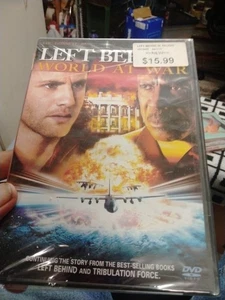 LEFT BEH
WORLD AT WAR
$15.99
CONTINUING THE STORY FROM THE BEST-SELLING BOOKS
LEFT BEHIND AND TRIBULATION FORCE.
DVD